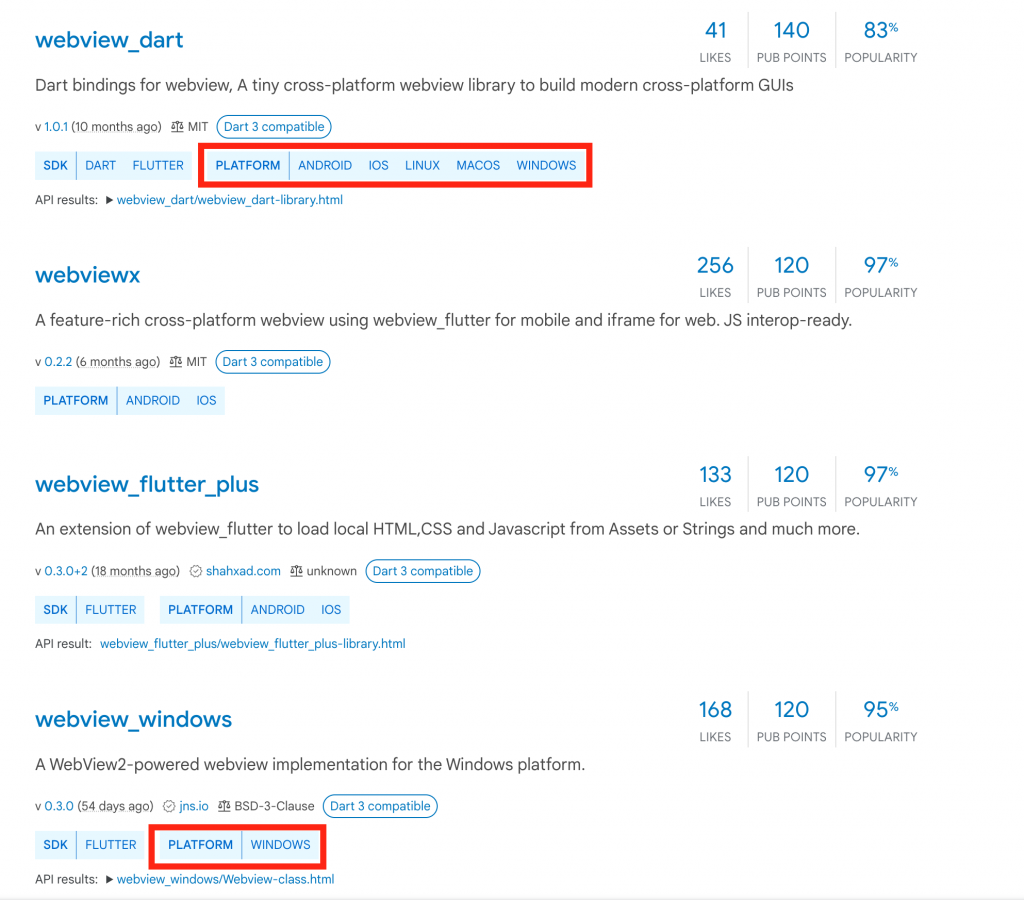 webview_dart
41 140 83%
LIKES PUB POINTS POPULARITY
Dart bindings for webview, A tiny cross-platform webview library to build modern cross-platform GUIs
v 1.0.1 (10 months ago) MIT Dart 3 compatible
SDK DART FLUTTER PLATFORM ANDROID IOS LINUX MACOS WINDOWS
API results: ▶ webview_dart/webview_dart-library.html
webviewx
256 120 97%
LIKES PUB POINTS POPULARITY
A feature-rich cross-platform webview using webview_flutter for mobile and iframe for web. JS interop-ready.
v 0.2.2 (6 months ago) MIT Dart 3 compatible
PLATFORM ANDROID IOS
webview_flutter_plus
133 120 97%
LIKES PUB POINTS POPULARITY
An extension of webview_flutter to load local HTML,CSS and Javascript from Assets or Strings and much more.
v 0.3.0+2 (18 months ago) shahxad.com unknown Dart 3 compatible
SDK FLUTTER PLATFORM ANDROID IOS
API result: webview_flutter_plus/webview_flutter_plus-library.html
webview_windows
168 120 95%
LIKES PUB POINTS POPULARITY
A WebView2-powered webview implementation for the Windows platform.
v 0.3.0 (54 days ago) jns.io BSD-3-Clause Dart 3 compatible
SDK FLUTTER PLATFORM WINDOWS
API results: ▶ webview_windows/Webview-class.html